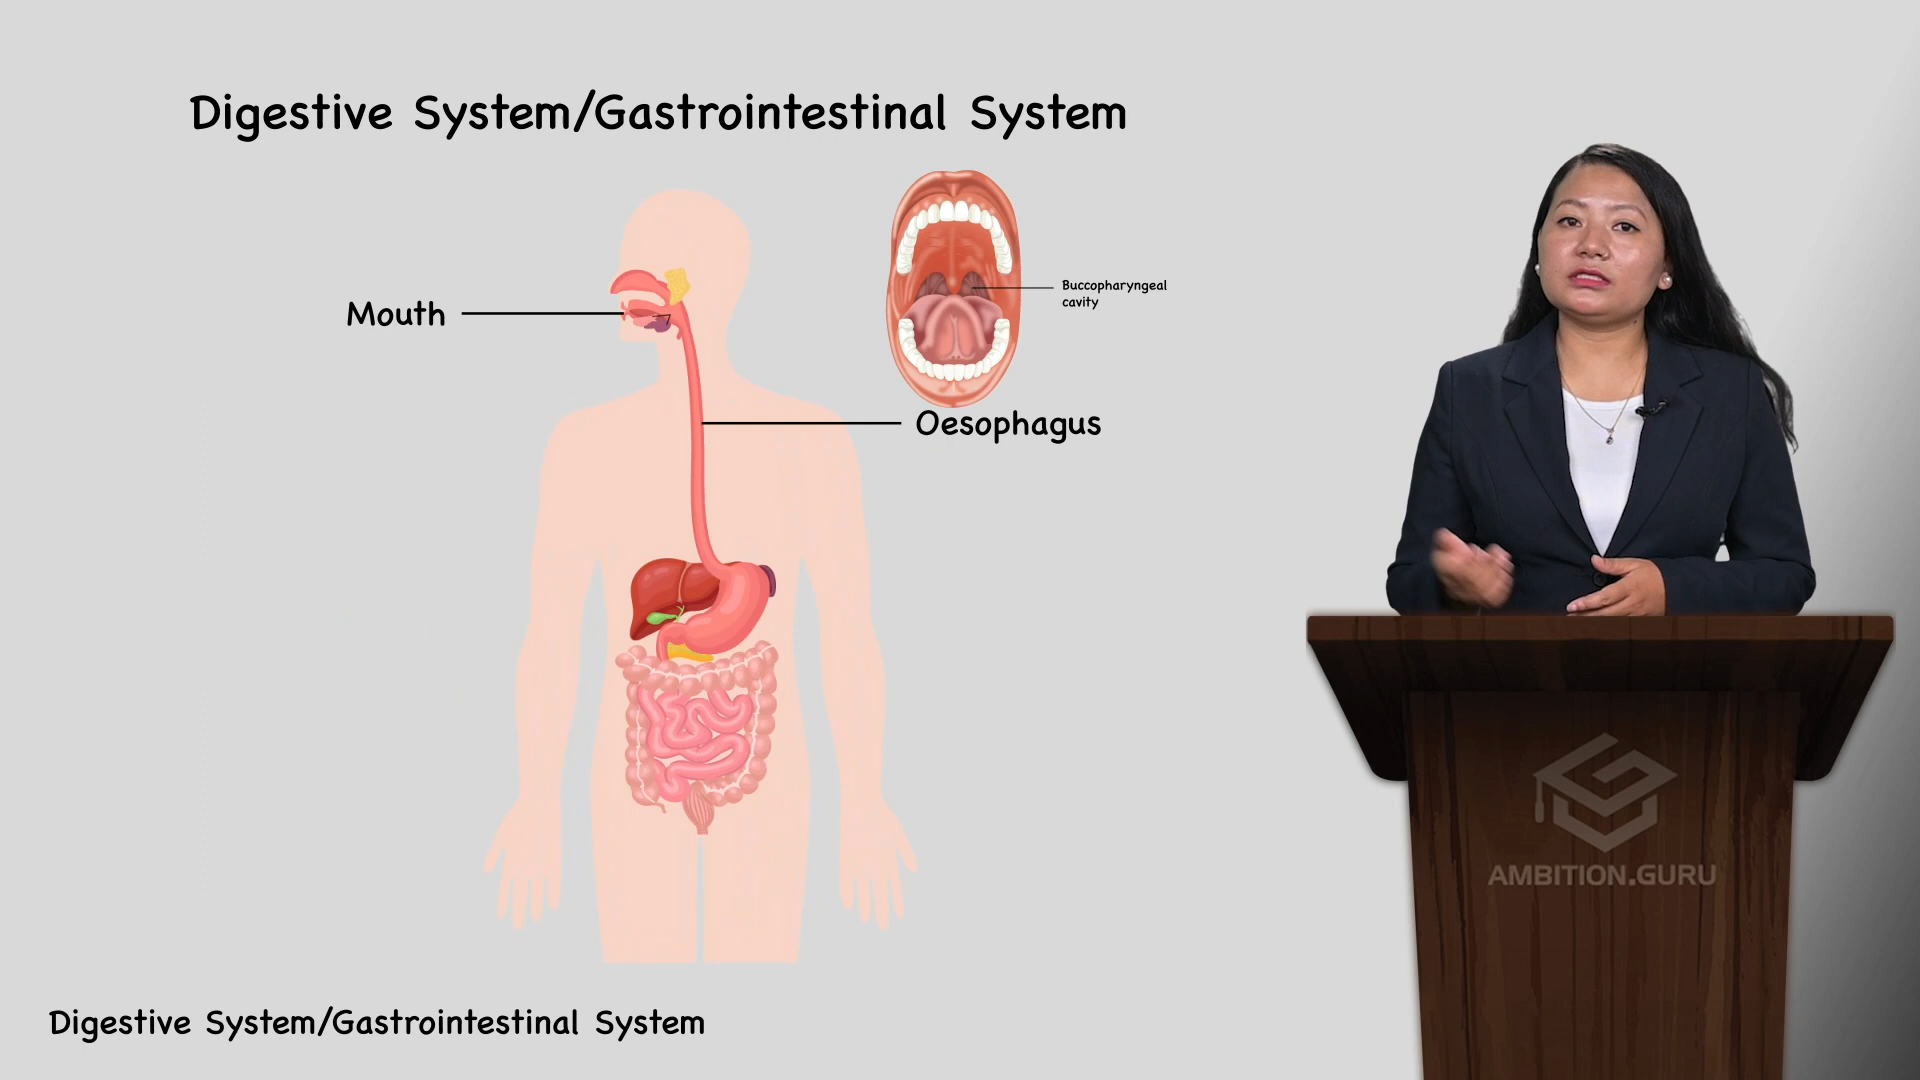 Digestive System/Gastrointestinal System
Mouth
Buccopharyngeal
cavity
Oesophagus
AMBITION.GURU
Digestive System/Gastrointestinal System